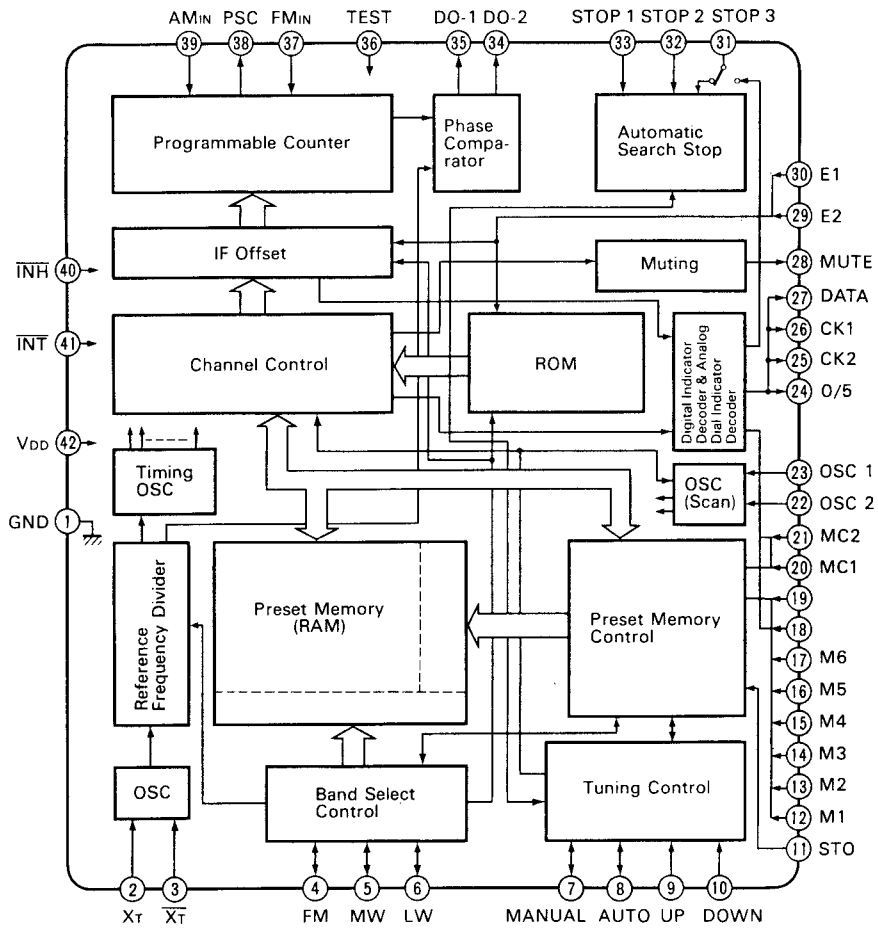 AMIN PSC FMIN TEST DO-1 DO-2 STOP 1 STOP 2 STOP 3
39 38 37 36 35 34 33 32 31
Programmable Counter
Phase
Compa-
rator
Automatic
Search Stop
30 E1
29 E2
IF Offset
Muting
28 MUTE
INH
40
27 DATA
26 CK1
25 CK2
24 0/5
INT 41
Channel Control
ROM
Digital Indicator
Decoder & Analog
Dial Indicator
Decoder
VDD 42
Timing
OSC
OSC
(Scan)
23 OSC 1
22 OSC 2
GND 1
21 MC2
20 MC1
19
18
Reference
Frequency Divider
Preset Memory
(RAM)
Preset Memory
Control
17 M6
16 M5
15 M4
14 M3
13 M2
12 M1
11 STO
OSC
Band Select
Control
Tuning Control
2 3 4 5 6 7 8 9 10
XT XT FM MW LW MANUAL AUTO UP DOWN